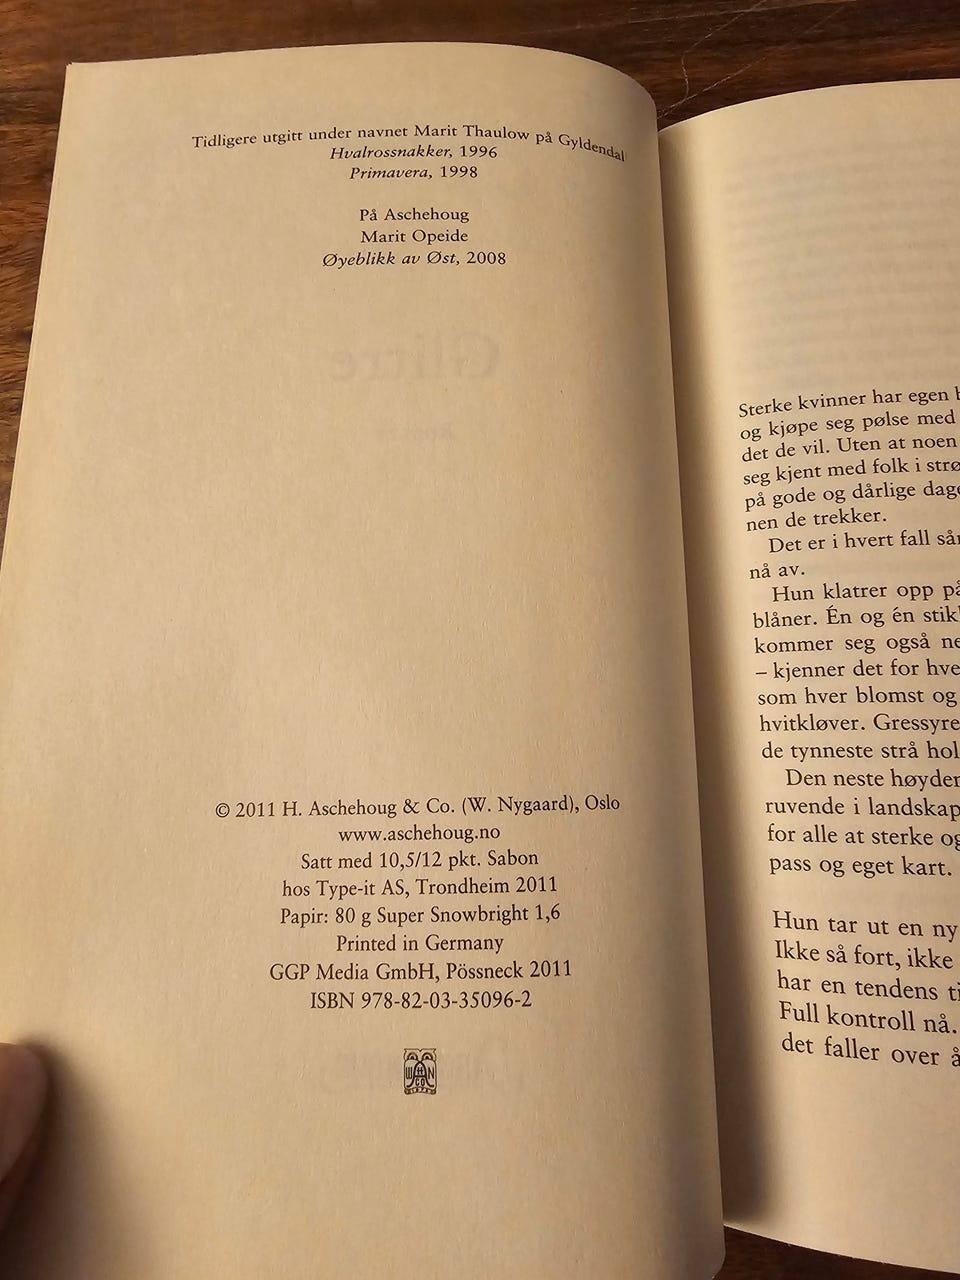 Tidligere utgitt under navnet Marit Thaulow på Gyldendal
Hvalrossnakker, 1996
Primavera, 1998
På Aschehoug
Marit Opeide
Øyeblikk av Øst, 2008
© 2011 H. Aschehoug & Co. (W. Nygaard), Oslo
www.aschehoug.no
Satt med 10,5/12 pkt. Sabon
hos Type-it AS, Trondheim 2011
Papir: 80 g Super Snowbright 1,6
Printed in Germany
GGP Media GmbH, Pössneck 2011
ISBN 978-82-03-35096-2
Sterke kvinner har egen
og kjøpe seg pølse med
det de vil. Uten at noen
seg kjent med folk i
på gode og dårlige
nen de trekker.
Det er i hvert fall
nå av.
Hun klatrer opp
blåner. Én og én
kommer seg også
– kjenner det for
som hver blomst og
hvitkløver.
de tynneste strå
Den neste
ruvende i
for alle at sterke
pass og eget kart.
Hun tar ut en ny
Ikke så fort, ikke
har en tendens
Full kontroll nå.
det faller over